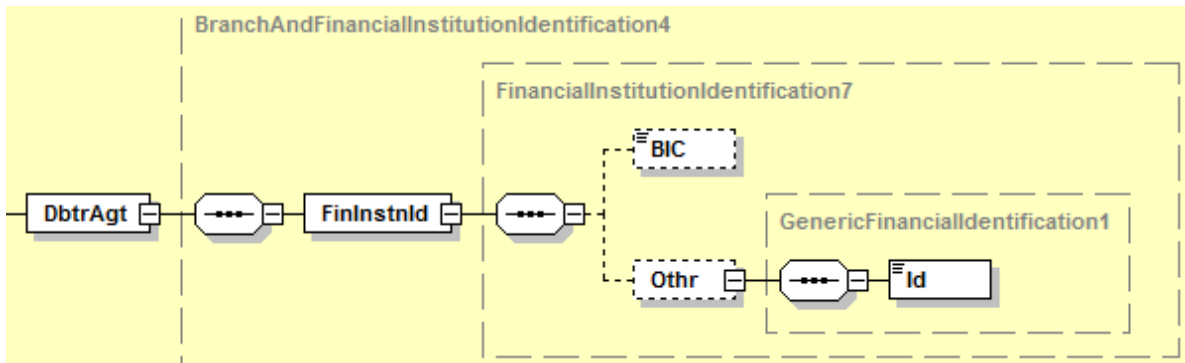 BranchAndFinancialInstitutionIdentification4
FinancialInstitutionIdentification7
BIC
DbtrAgt
FinInstnId
GenericFinancialIdentification1
Othr
Id